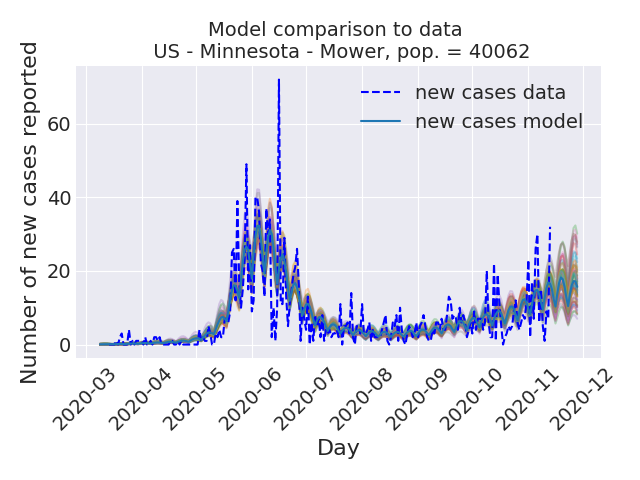 Model comparison to data
US - Minnesota - Mower, pop. = 40062
Number of new cases reported
60
40
20
0
new cases data
new cases model
2020-03
2020-04
2020-05
2020-06
2020-07
2020-08
2020-09
2020-10
2020-11
2020-12
Day